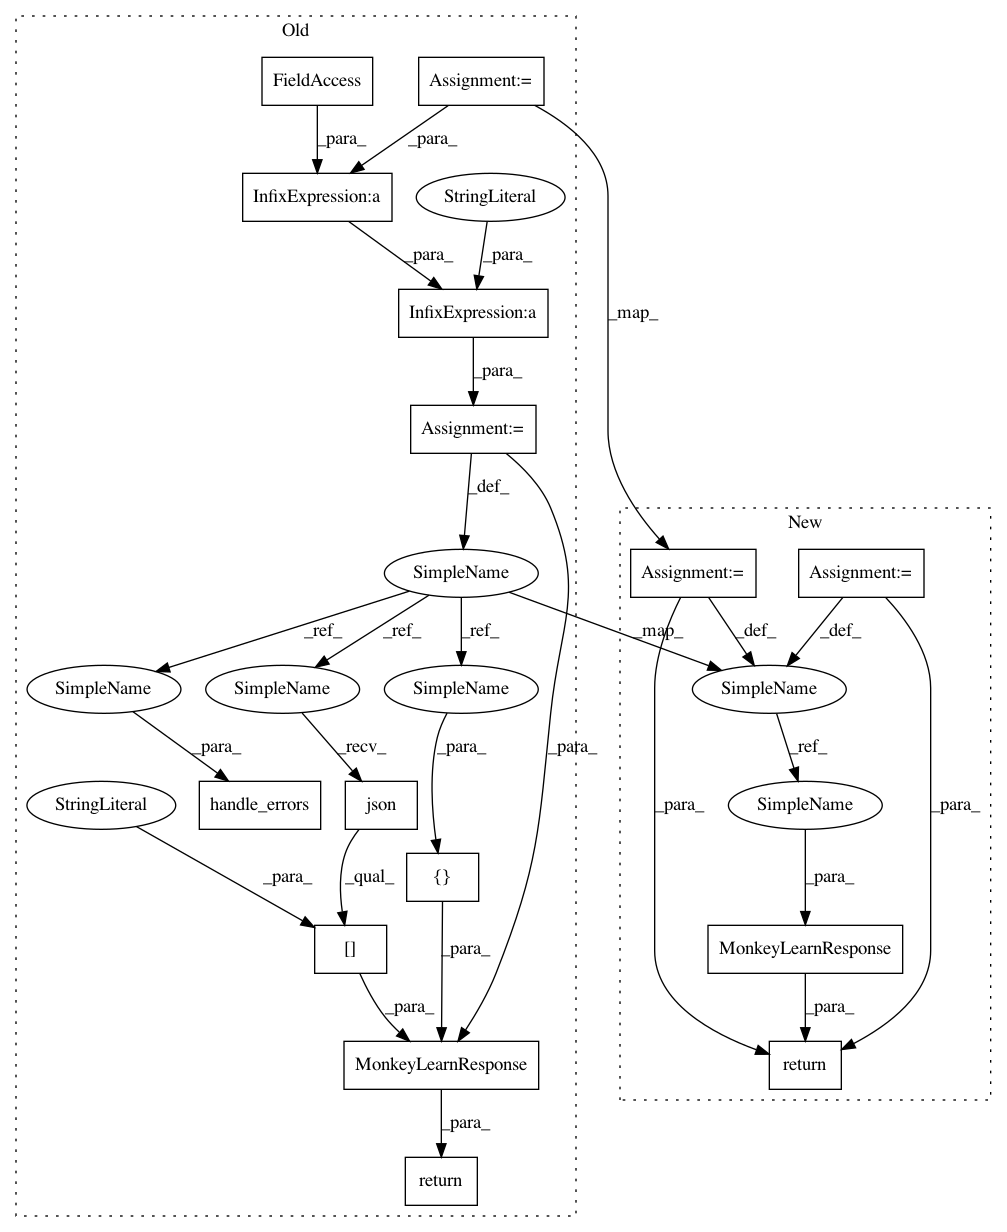 Old
FieldAccess
Assignment:=
_para_
_para_
InfixExpression:a
StringLiteral
_para_
_para_
InfixExpression:a
_map_
_para_
Assignment:=
_def_
New
SimpleName
Assignment:=
Assignment:=
_ref_
_ref_
_ref_
_map_
_def_
_def_
SimpleName
SimpleName
SimpleName
SimpleName
_para_
_recv_
_para_
_para_
_ref_
StringLiteral
handle_errors
json
SimpleName
_para_
_para_
_para_
_qual_
{}
_para_
[]
_para_
MonkeyLearnResponse
_para_
_para_
MonkeyLearnResponse
return
_para_
return